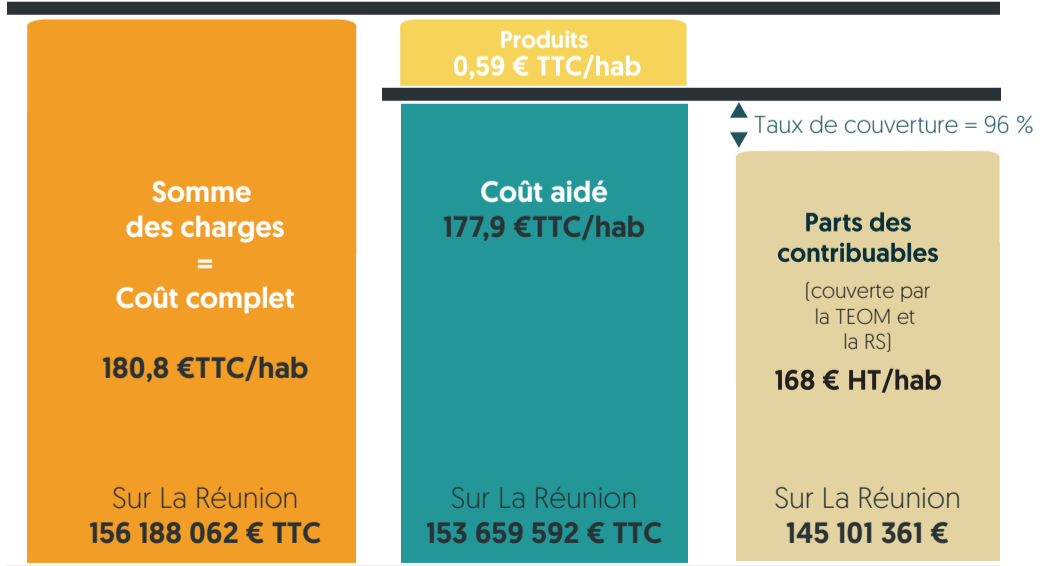 Somme
des charges
=
Coût complet
180,8 €TTC/hab
Sur La Réunion
156 188 062 € TTC
Produits
0,59 € TTC/hab
Coût aidé
177,9 €TTC/hab
Sur La Réunion
153 659 592 € TTC
Taux de couverture = 96 %
Parts des
contribuables
(couverte par
la TEOM et
la RS)
168 € HT/hab
Sur La Réunion
145 101 361 €